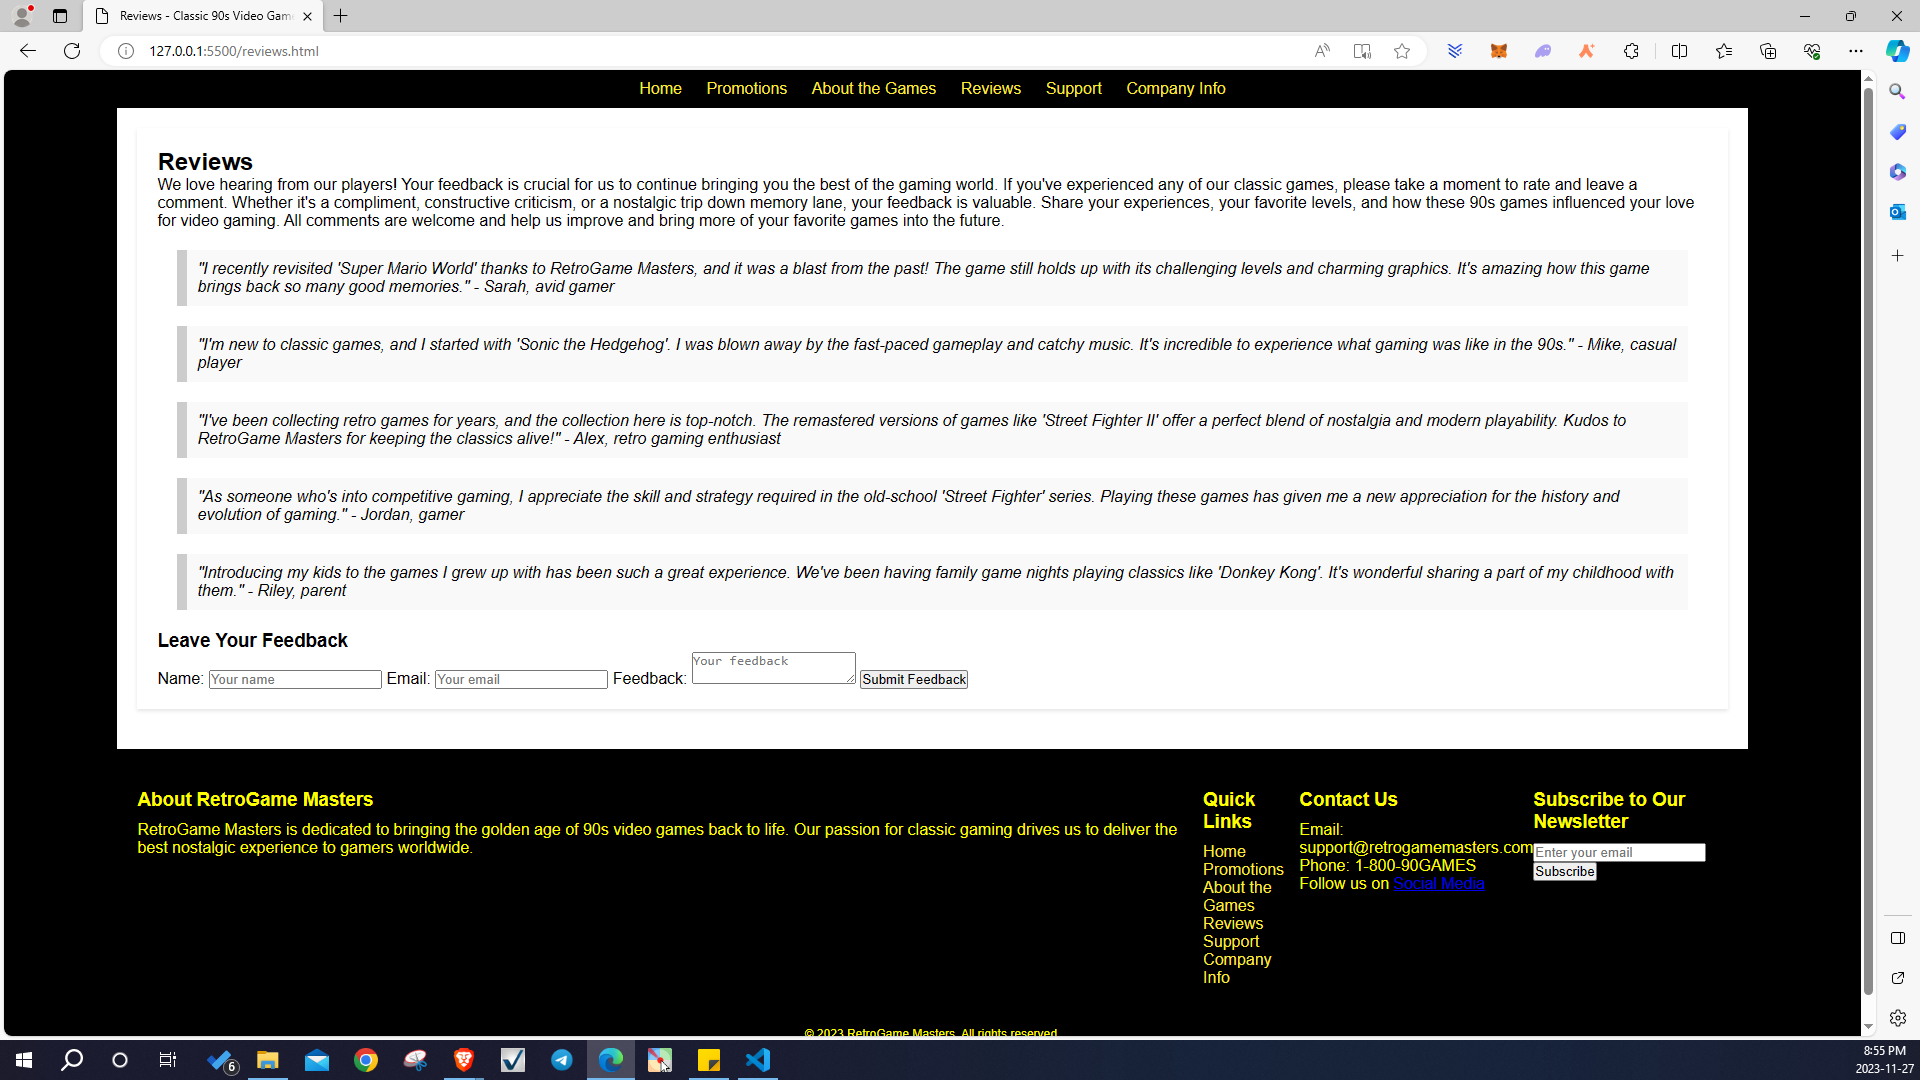 Reviews - Classic 90s Video Gam
127.0.0.1:5500/reviews.html
Home Promotions About the Games Reviews Support Company Info
Reviews
We love hearing from our players! Your feedback is crucial for us to continue bringing you the best of the gaming world. If you've experienced any of our classic games, please take a moment to rate and leave a
comment. Whether it's a compliment, constructive criticism, or a nostalgic trip down memory lane, your feedback is valuable. Share your experiences, your favorite levels, and how these 90s games influenced your love
for video gaming. All comments are welcome and help us improve and bring more of your favorite games into the future.
"I recently revisited 'Super Mario World' thanks to RetroGame Masters, and it was a blast from the past! The game still holds up with its challenging levels and charming graphics. It's amazing how this game
brings back so many good memories." - Sarah, avid gamer
"I'm new to classic games, and I started with 'Sonic the Hedgehog'. I was blown away by the fast-paced gameplay and catchy music. It's incredible to experience what gaming was like in the 90s." - Mike, casual
player
"I've been collecting retro games for years, and the collection here is top-notch. The remastered versions of games like 'Street Fighter II' offer a perfect blend of nostalgia and modern playability. Kudos to
RetroGame Masters for keeping the classics alive!" - Alex, retro gaming enthusiast
"As someone who's into competitive gaming, I appreciate the skill and strategy required in the old-school 'Street Fighter' series. Playing these games has given me a new appreciation for the history and
evolution of gaming." - Jordan, gamer
"Introducing my kids to the games I grew up with has been such a great experience. We've been having family game nights playing classics like 'Donkey Kong'. It's wonderful sharing a part of my childhood with
them." - Riley, parent
Leave Your Feedback
Name: Your name Email: Your email Feedback: Your feedback Submit Feedback
About RetroGame Masters
RetroGame Masters is dedicated to bringing the golden age of 90s video games back to life. Our passion for classic gaming drives us to deliver the
best nostalgic experience to gamers worldwide.
Quick
Links
Home
Promotions
About the
Games
Reviews
Support
Company
Info
Contact Us
Email:
support@retrogamemasters.com
Phone: 1-800-90GAMES
Follow us on Social Media
Subscribe to Our
Newsletter
Enter your email
Subscribe
© 2023 RetroGame Masters. All rights reserved.
6
8:55 PM
2023-11-27